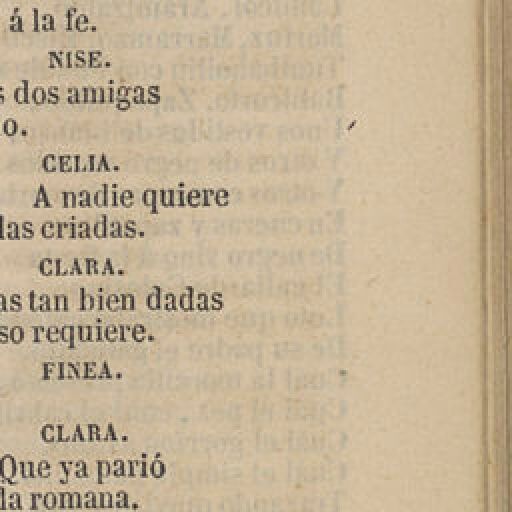 á la fe.
NISE.
s dos amigas
o.
CELIA.
A nadie quiere
las criadas.
CLARA.
as tan bien dadas
so requiere.
FINEA.
CLARA.
Que ya parió
la romana.